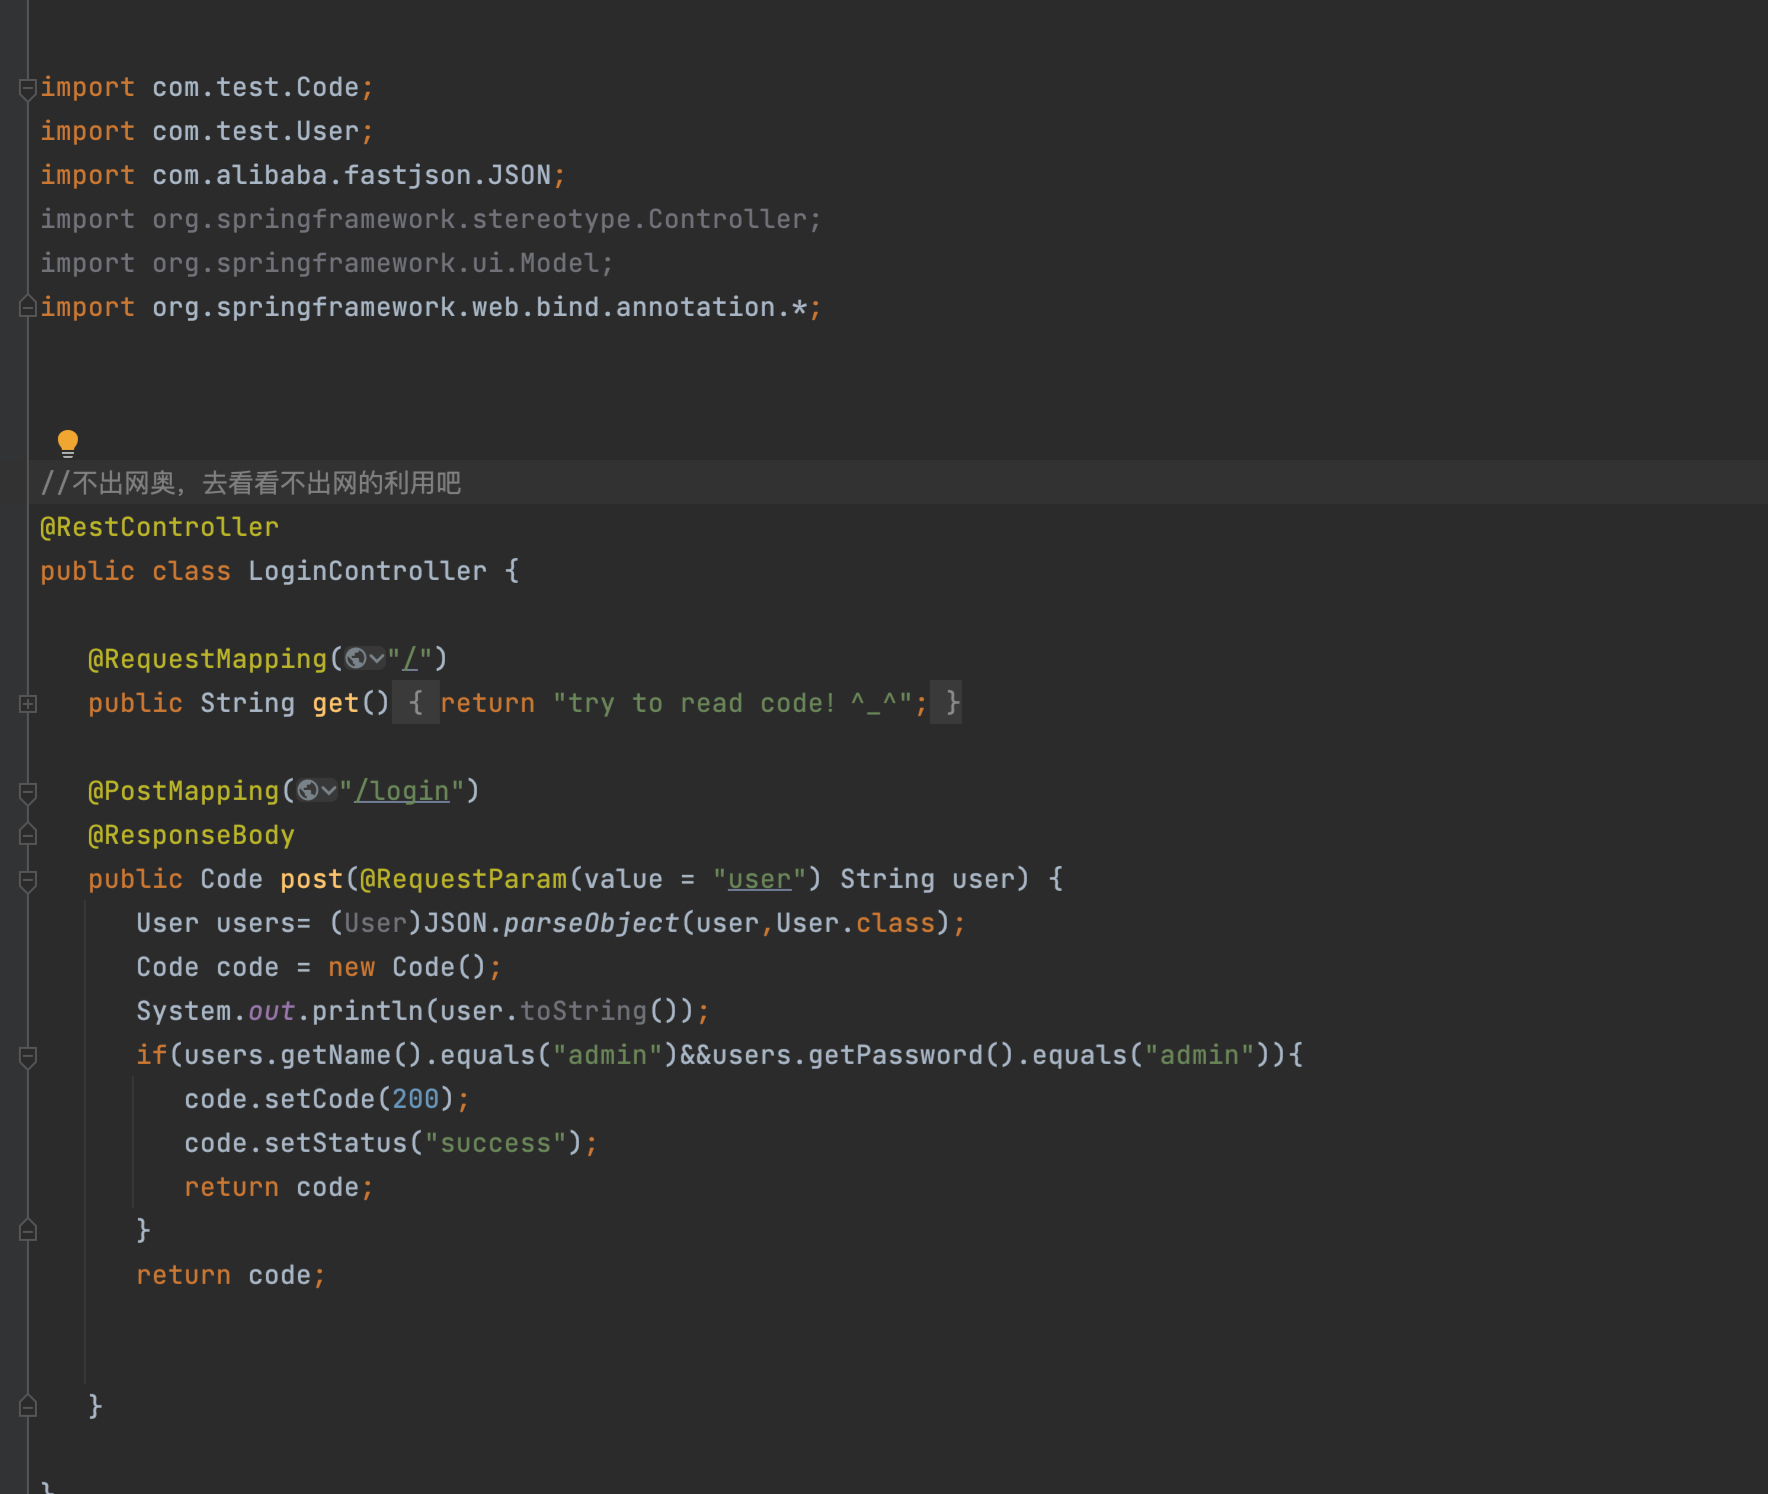 import com.test.Code;
import com.test.User;
import com.alibaba.fastjson.JSON;
import org.springframework.stereotype.Controller;
import org.springframework.ui.Model;
import org.springframework.web.bind.annotation.*;
//不出网奥，去看看不出网的利用吧
@RestController
public class LoginController {
@RequestMapping("/")
public String get() { return "try to read code! ^_^"; }
@PostMapping("/login")
@ResponseBody
public Code post(@RequestParam(value = "user") String user) {
User users= (User)JSON.parseObject(user,User.class);
Code code = new Code();
System.out.println(user.toString());
if(users.getName().equals("admin")&&users.getPassword().equals("admin")){
code.setCode(200);
code.setStatus("success");
return code;
}
return code;
}
}